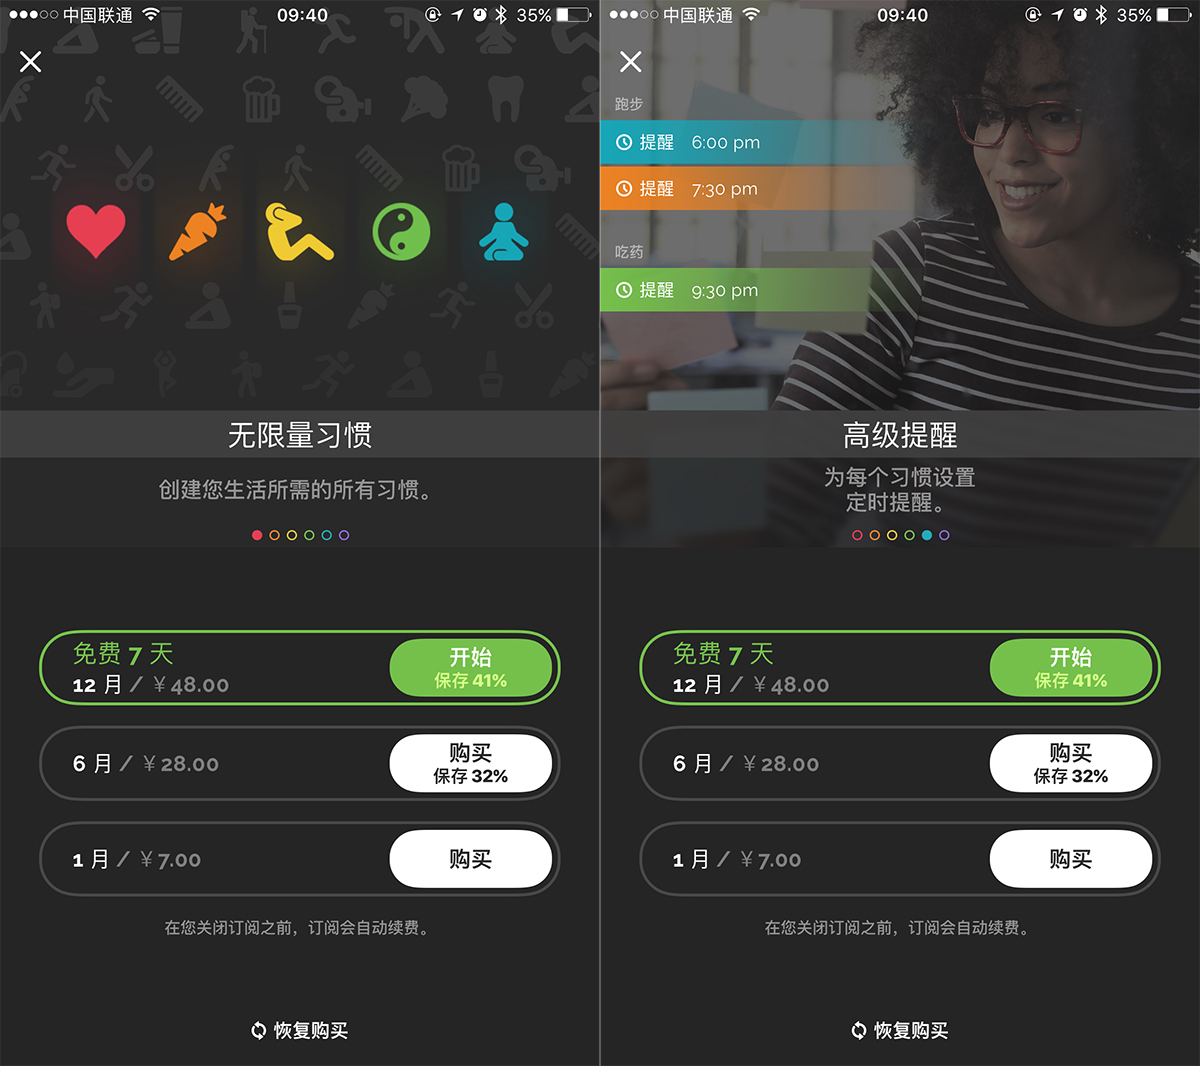 中国联通
09:40
35%
无限量习惯
创建您生活所需的所有习惯。
免费 7 天
12 月 / ￥48.00
开始
保存 41%
6 月 / ￥28.00
购买
保存 32%
1 月 / ￥7.00
购买
在您关闭订阅之前，订阅会自动续费。
恢复购买
中国联通
09:40
35%
跑步
提醒 6:00 pm
提醒 7:30 pm
吃药
提醒 9:30 pm
高级提醒
为每个习惯设置
定时提醒。
免费 7 天
12 月 / ￥48.00
开始
保存 41%
6 月 / ￥28.00
购买
保存 32%
1 月 / ￥7.00
购买
在您关闭订阅之前，订阅会自动续费。
恢复购买